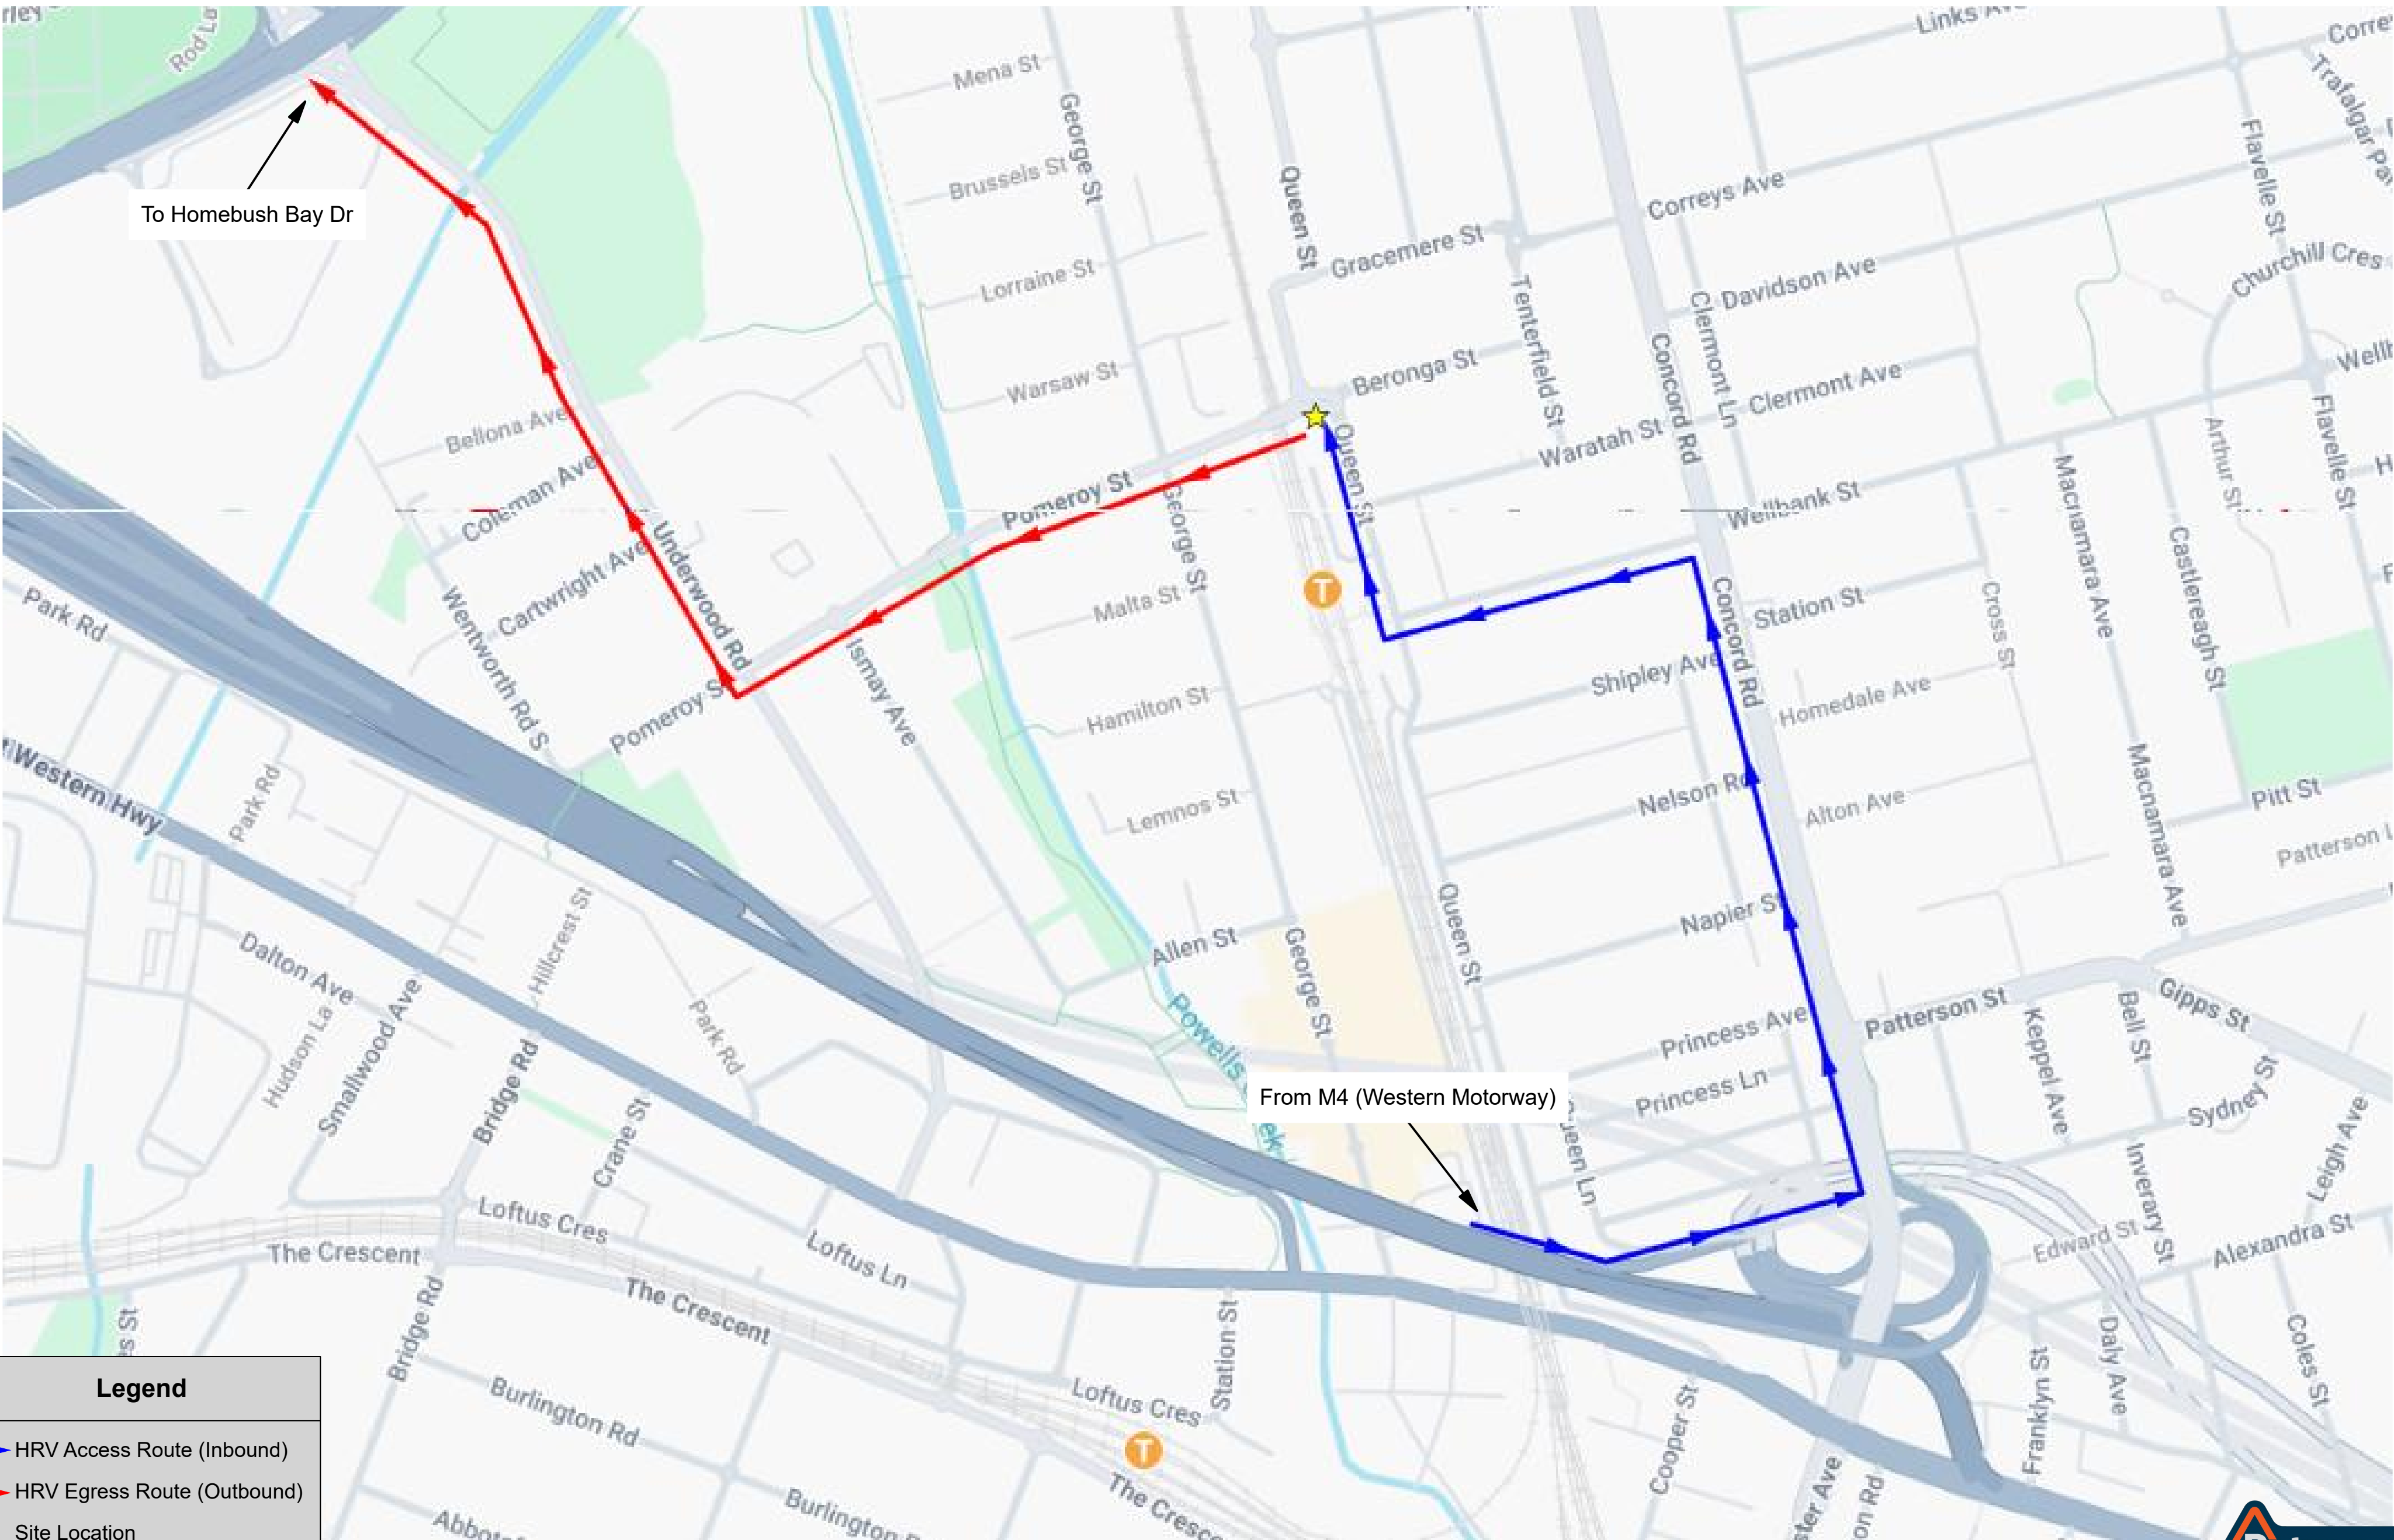 Links Ave
Rod La
Mena St
George St
Trafalgar Pa
Flavelle St
Brussels St
Queen St
Correys Ave
To Homebush Bay Dr
Gracemere St
Churchill Cres
Lorraine St
Davidson Ave
Tenterfield St
Clermont Ln
Concord Rd
Warsaw St
Beronga St
Clermont Ave
Bellona Ave
Waratah St
Queen St
Arthur St
Flavelle St
Coleman Ave
Pomeroy St
George St
Wellbank St
Macnamara Ave
Castlereagh St
Underwood Rd
Cartwright Ave
T
Park Rd
Wentworth Rd S
Malta St
Concord Rd
Station St
Cross St
Pomeroy S
Ismay Ave
Shipley Ave
Hamilton St
Homedale Ave
Western Hwy
Park Rd
Lemnos St
Nelson Rd
Alton Ave
Macnamara Ave
Pitt St
Patterson L
Hillcrest St
Queen St
Napier St
Dalton Ave
Allen St
George St
Hudson La
Smallwood Ave
Park Rd
Powells
ek
Patterson St
Gipps St
Bridge Rd
Princess Ave
Keppel Ave
Bell St
Crane St
From M4 (Western Motorway)
Princess Ln
Sydney St
ueen Ln
Inverary St
Leigh Ave
Loftus Cres
The Crescent
Loftus Ln
Edward St
Alexandra St
The Crescent
Bridge Rd
Station St
Daly Ave
Coles St
Franklyn St
Legend
Burlington Rd
Loftus Cres
Cooper St
HRV Access Route (Inbound)
T
HRV Egress Route (Outbound)
The Cresce
Burlington R
ster Ave
on Rd
Site Location